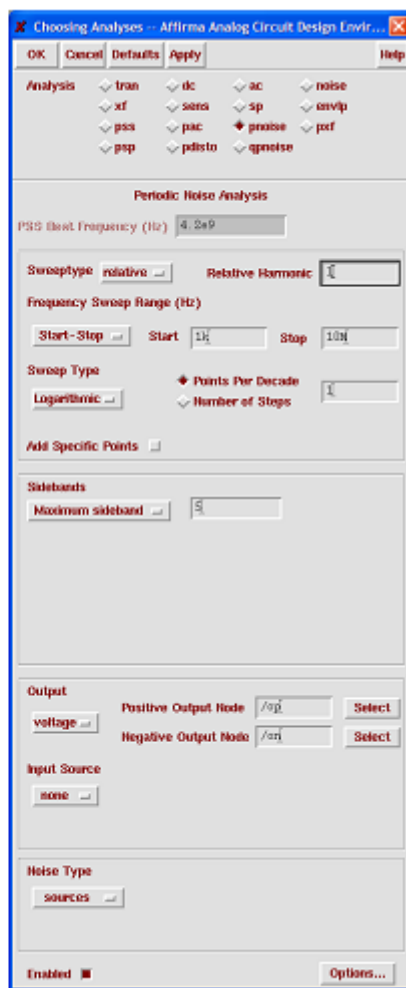 Choosing Analyses -- Affirma Analog Circuit Design Envir...
OK Cancel Defaults Apply Help
Analysis tran dc ac noise
xf sens sp envlp
pss pac pnoise pxf
psp pdisto qpnoise
Periodic Noise Analysis
PSS Beat Frequency (Hz) 4.2e9
Sweeptype relative Relative Harmonic 1
Frequency Sweep Range (Hz)
Start-Stop Start 1k Stop 10M
Sweep Type
Points Per Decade 1
Logarithmic Number of Steps
Add Specific Points
Sidebands
Maximum sideband 5
Output
voltage Positive Output Node /op Select
Negative Output Node /on Select
Input Source
none
Noise Type
sources
Enabled Options...